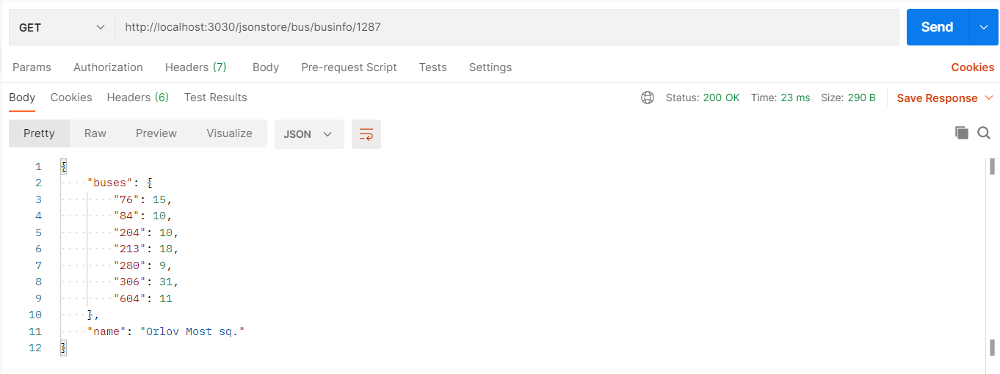 GET http://localhost:3030/jsonstore/bus/businfo/1287 Send
Params Authorization Headers (7) Body Pre-request Script Tests Settings Cookies
Body Cookies Headers (6) Test Results Status: 200 OK Time: 23 ms Size: 290 B Save Response
Pretty Raw Preview Visualize JSON
1 {
2 "buses": {
3 "76": 15,
4 "84": 10,
5 "204": 10,
6 "213": 18,
7 "280": 9,
8 "306": 31,
9 "604": 11
10 },
11 "name": "Orlov Most sq."
12 }